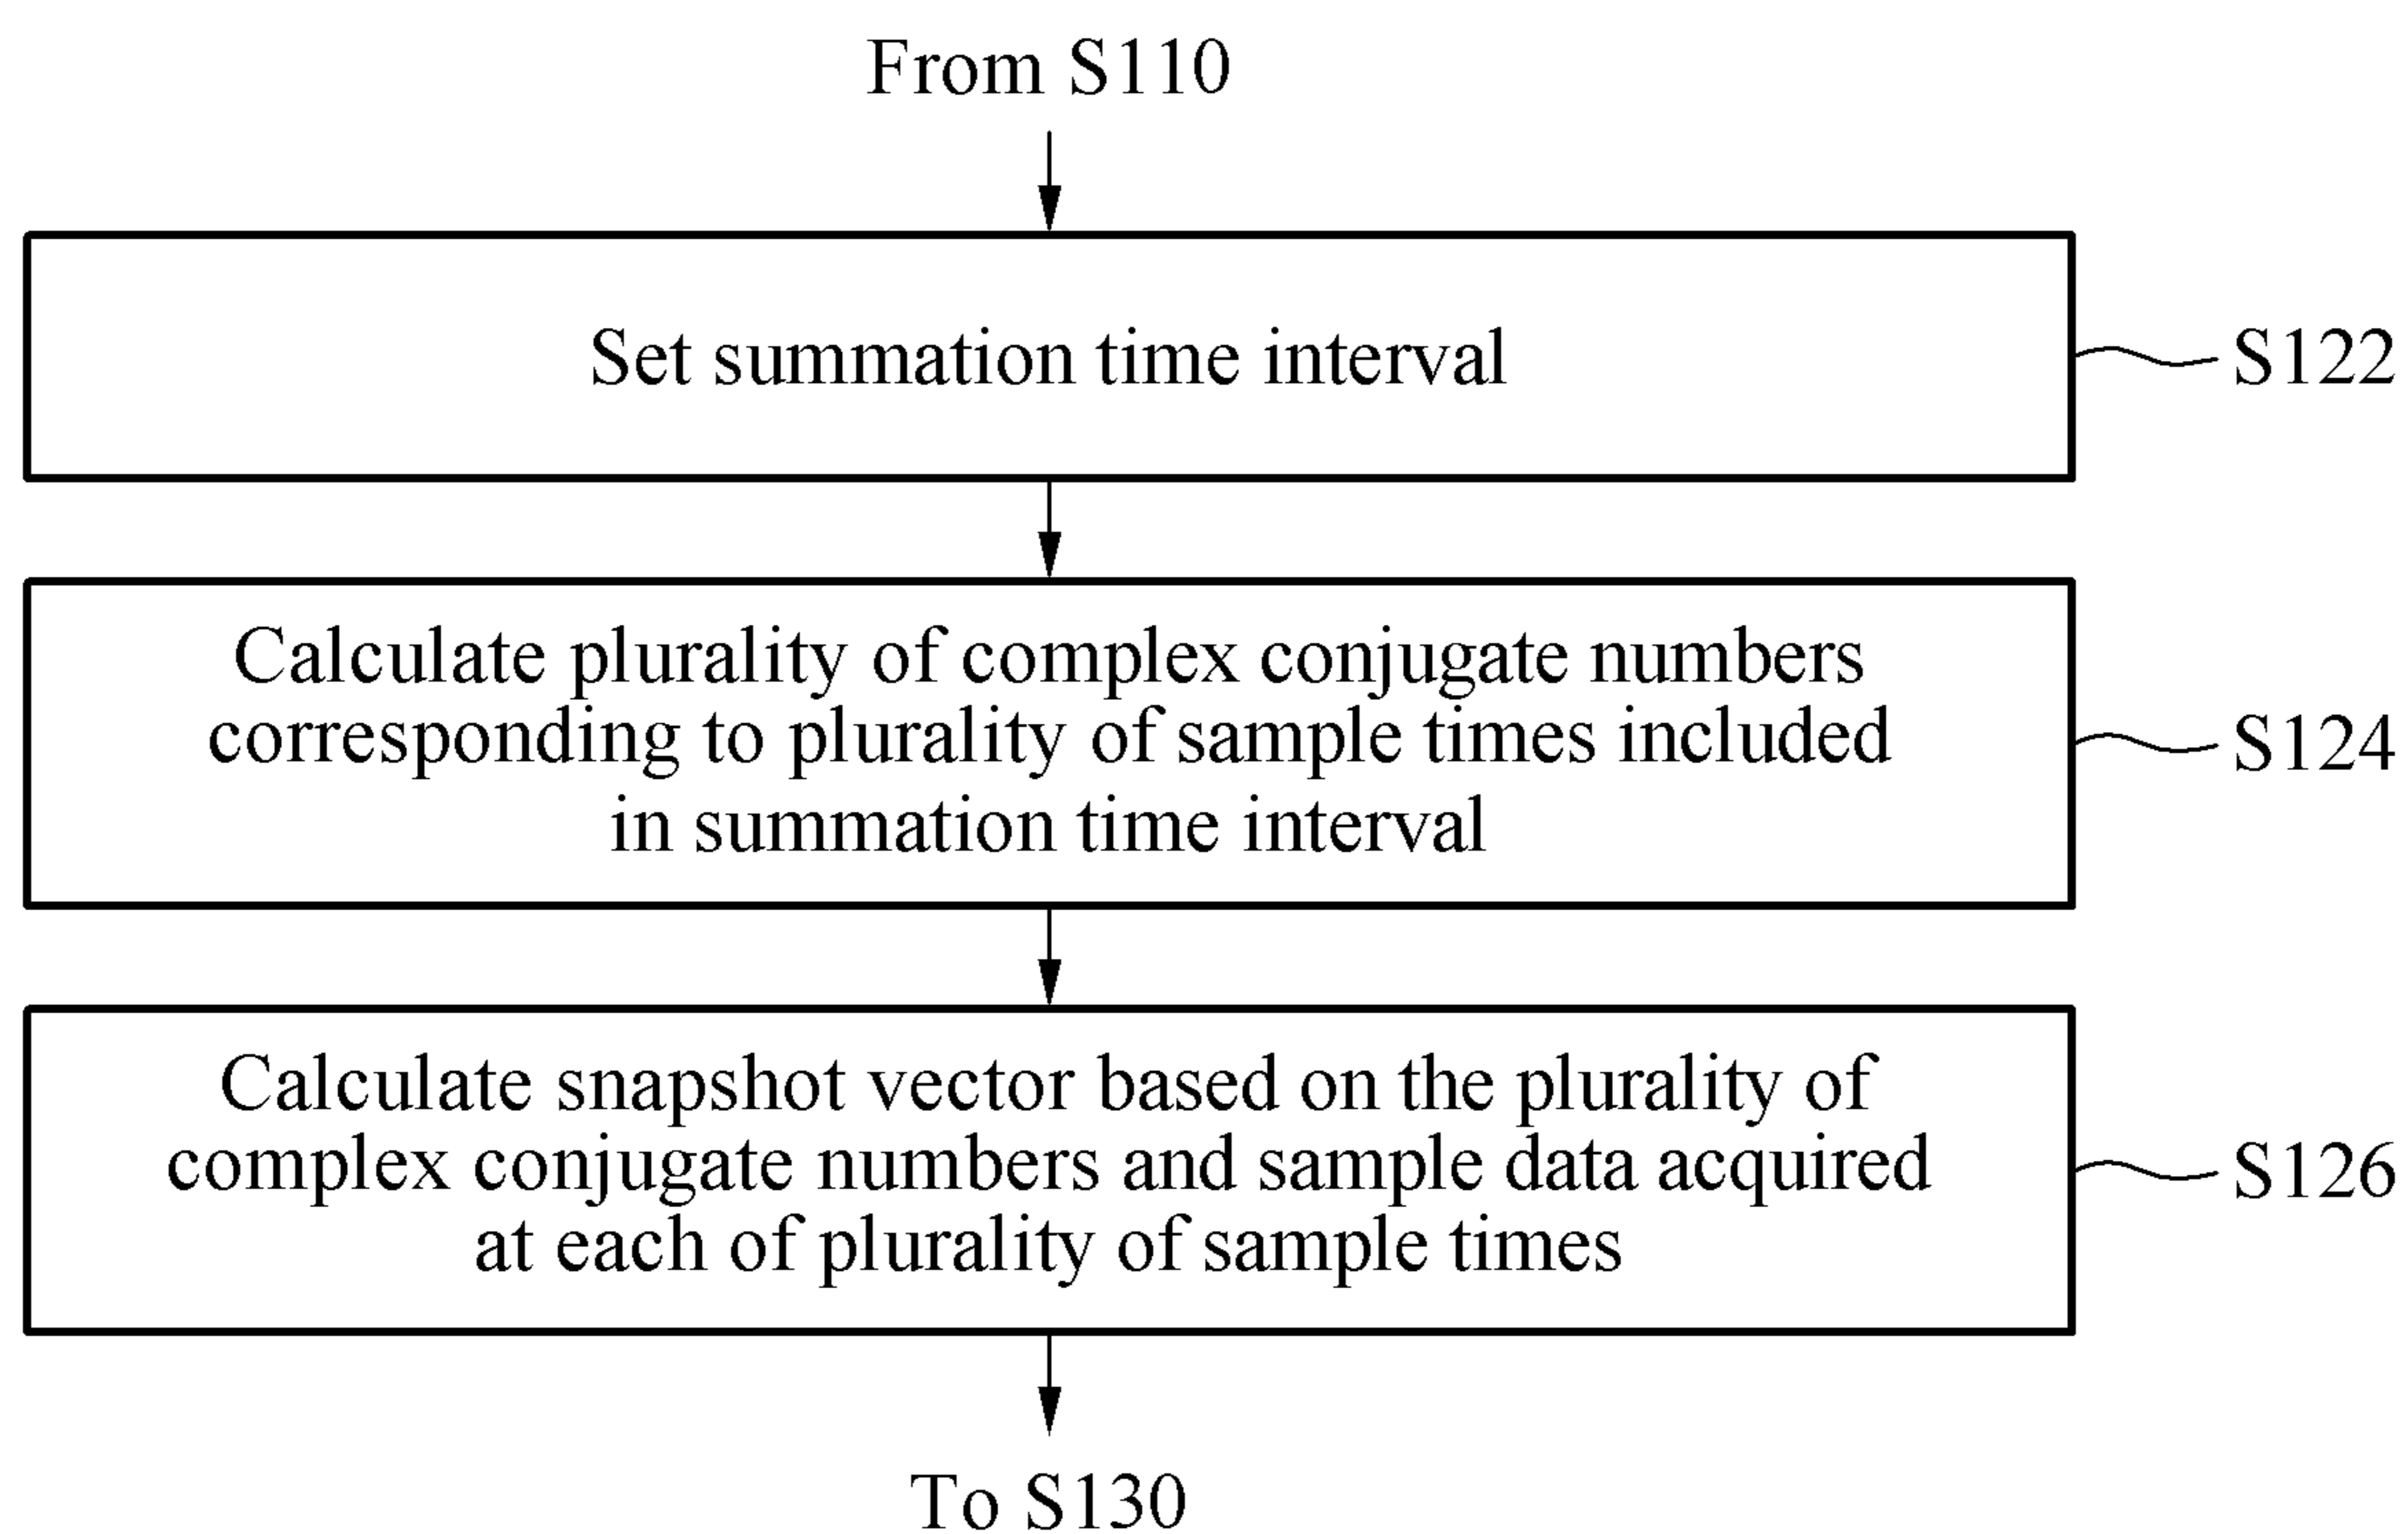 From S110
Set summation time interval
S122
Calculate plurality of complex conjugate numbers
corresponding to plurality of sample times included
in summation time interval
S124
Calculate snapshot vector based on the plurality of
complex conjugate numbers and sample data acquired
at each of plurality of sample times
S126
To S130